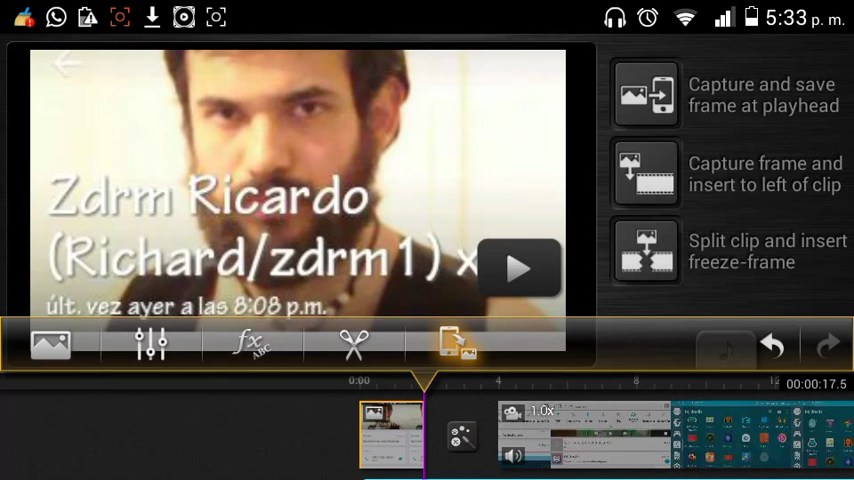 5:33 p. m.
Capture and save
frame at playhead
Zdrm Ricardo
(Richard/zdrm1) x
últ. vez ayer a las 8:08 p.m.
Capture frame and
insert to left of clip
Split clip and insert
freeze-frame
fx
ABC
0:00
4
8
12
00:00:17.5
1.0x